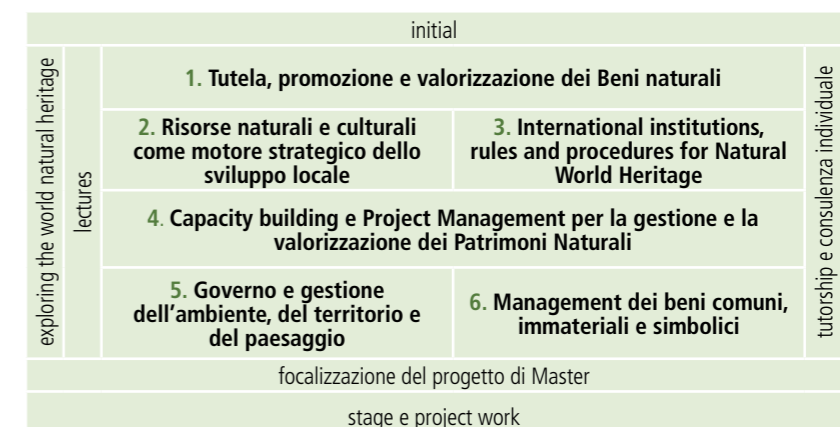 initial
exploring the world natural heritage
lectures
1. Tutela, promozione e valorizzazione dei Beni naturali
2. Risorse naturali e culturali
come motore strategico dello
sviluppo locale
3. International institutions,
rules and procedures for Natural
World Heritage
4. Capacity building e Project Management per la gestione e la
valorizzazione dei Patrimoni Naturali
5. Governo e gestione
dell’ambiente, del territorio e
del paesaggio
6. Management dei beni comuni,
immateriali e simbolici
tutorship e consulenza individuale
focalizzazione del progetto di Master
stage e project work